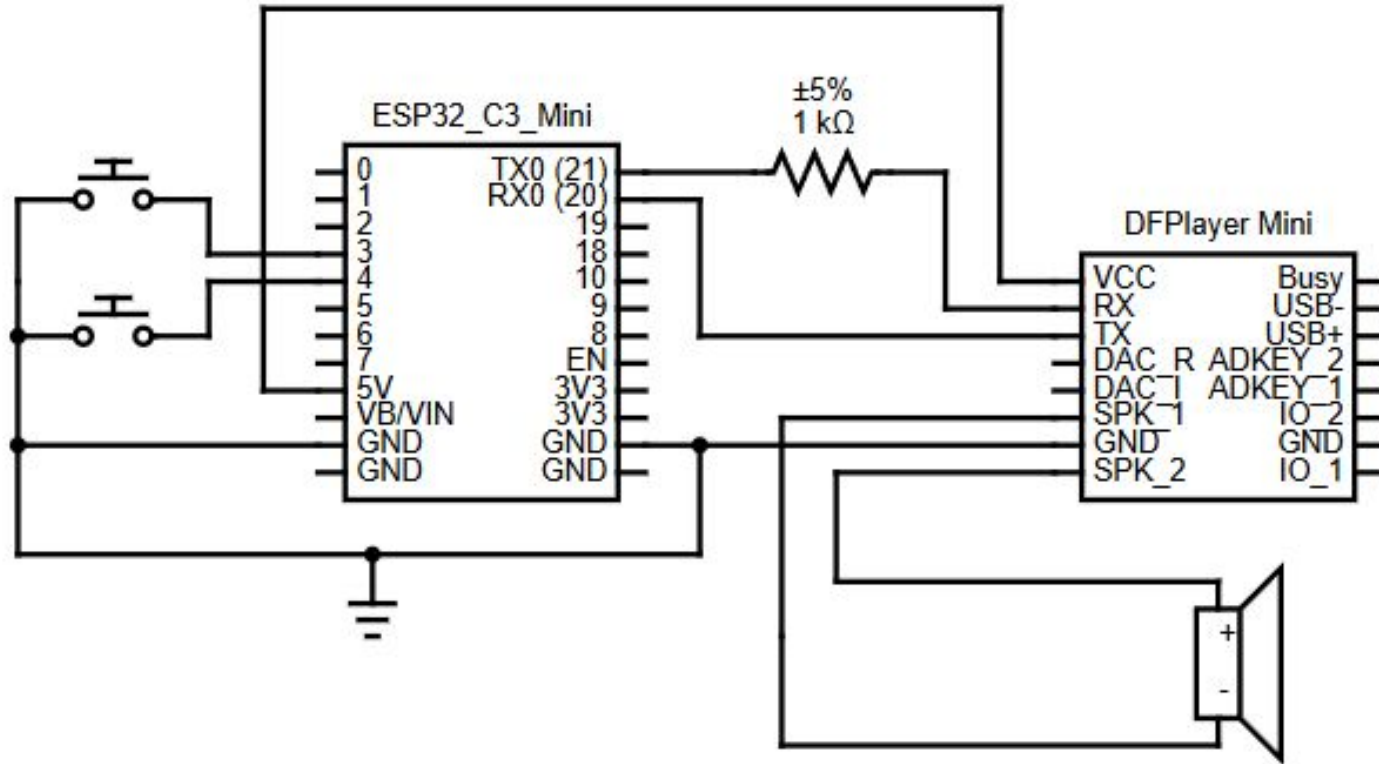 ±5%
1 kΩ
ESP32_C3_Mini
0 TX0 (21)
1 RX0 (20)
2 19
3 18
4 10
5 9
6 8
7 EN
5V 3V3
VB/VIN 3V3
GND GND
GND GND
DFPlayer Mini
VCC Busy
RX USB-
TX USB+
DAC_R ADKEY_2
DAC_I ADKEY_1
SPK_1 IO_2
GND GND
SPK_2 IO_1
+
-